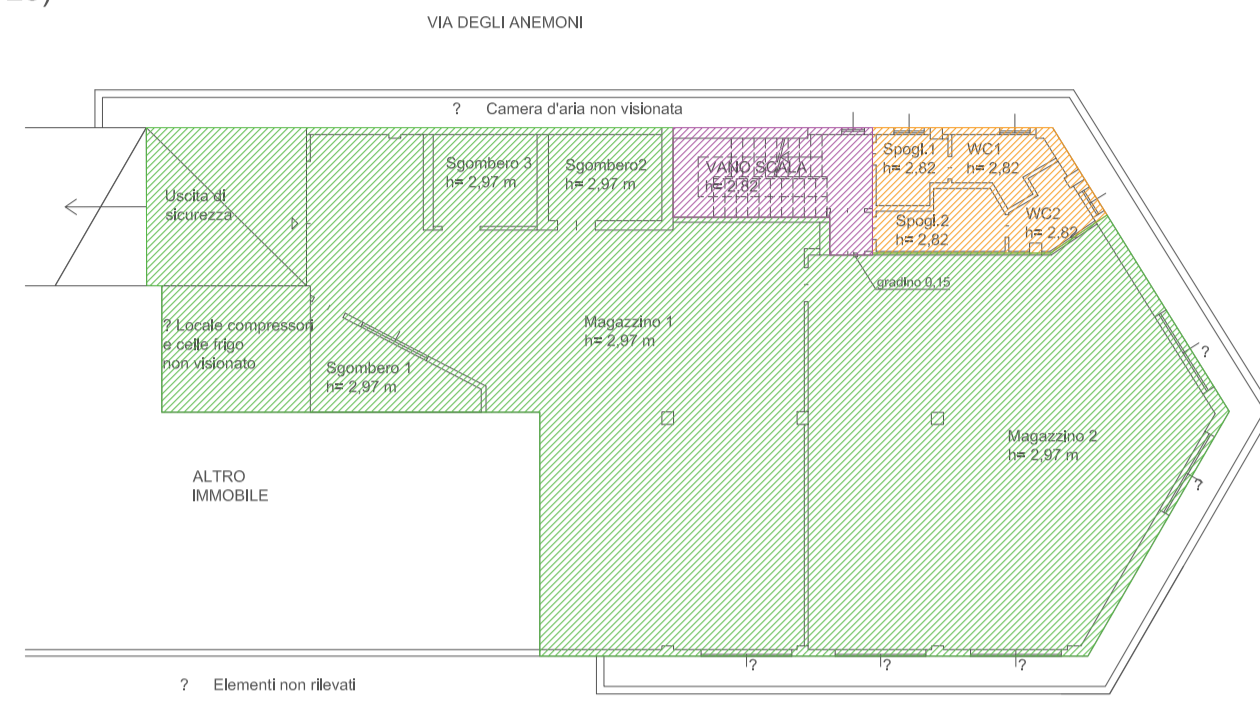 VIA DEGLI ANEMONI
? Camera d'aria non visionata
Sgombero 3
h= 2,97 m
Sgombero2
h= 2,97 m
VANO SCALA
h= 2,82
Spogl.1
h= 2,82
WC1
h= 2,82
Uscita di
sicurezza
Spogl.2
h= 2,82
WC2
h= 2,82
gradino 0,15
? Locale compressori
e celle frigo
non visionato
Magazzino 1
h= 2,97 m
Sgombero 1
h= 2,97 m
?
Magazzino 2
h= 2,97 m
ALTRO
IMMOBILE
?
?
?
?
? Elementi non rilevati